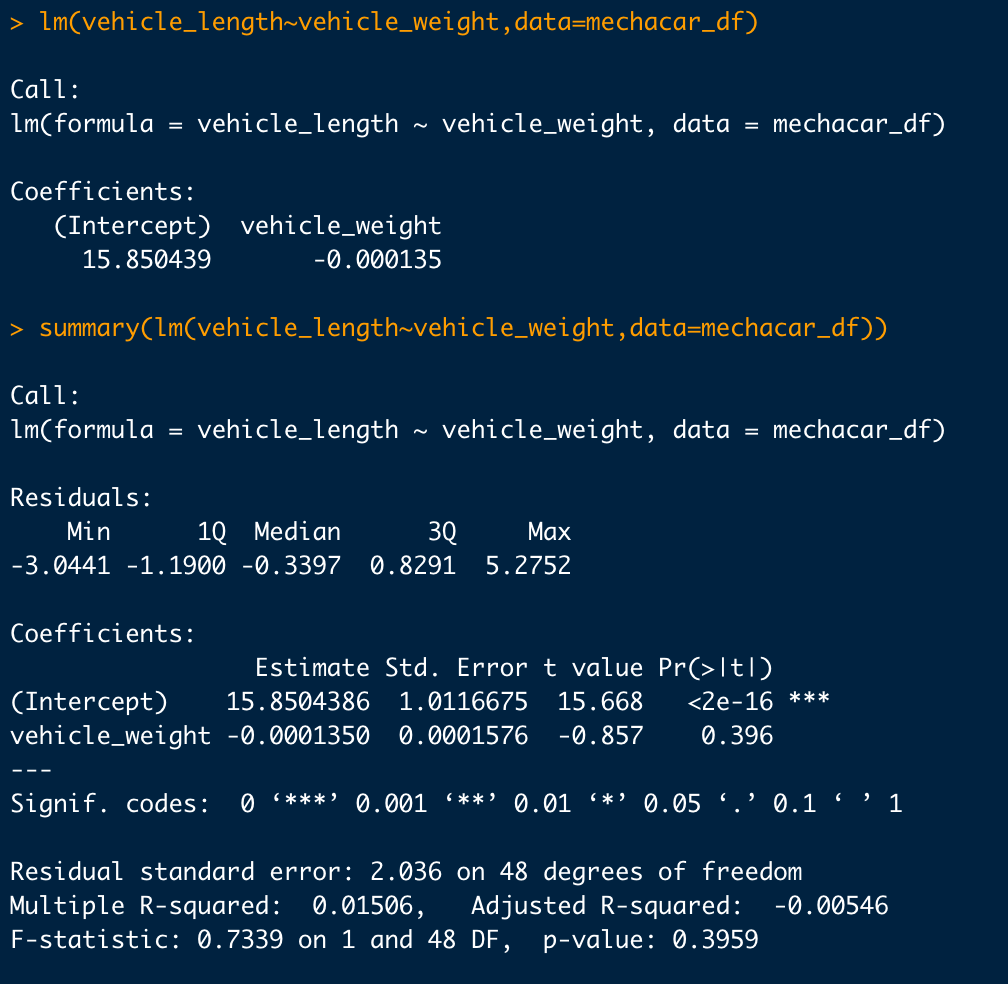 > lm(vehicle_length~vehicle_weight,data=mechacar_df)
Call:
lm(formula = vehicle_length ~ vehicle_weight, data = mechacar_df)
Coefficients:
(Intercept) vehicle_weight
15.850439 -0.000135
> summary(lm(vehicle_length~vehicle_weight,data=mechacar_df))
Call:
lm(formula = vehicle_length ~ vehicle_weight, data = mechacar_df)
Residuals:
Min 1Q Median 3Q Max
-3.0441 -1.1900 -0.3397 0.8291 5.2752
Coefficients:
Estimate Std. Error t value Pr(>|t|)
(Intercept) 15.8504386 1.0116675 15.668 <2e-16 ***
vehicle_weight -0.0001350 0.0001576 -0.857 0.396
---
Signif. codes: 0 ‘***’ 0.001 ‘**’ 0.01 ‘*’ 0.05 ‘.’ 0.1 ‘ ’ 1
Residual standard error: 2.036 on 48 degrees of freedom
Multiple R-squared: 0.01506, Adjusted R-squared: -0.00546
F-statistic: 0.7339 on 1 and 48 DF, p-value: 0.3959